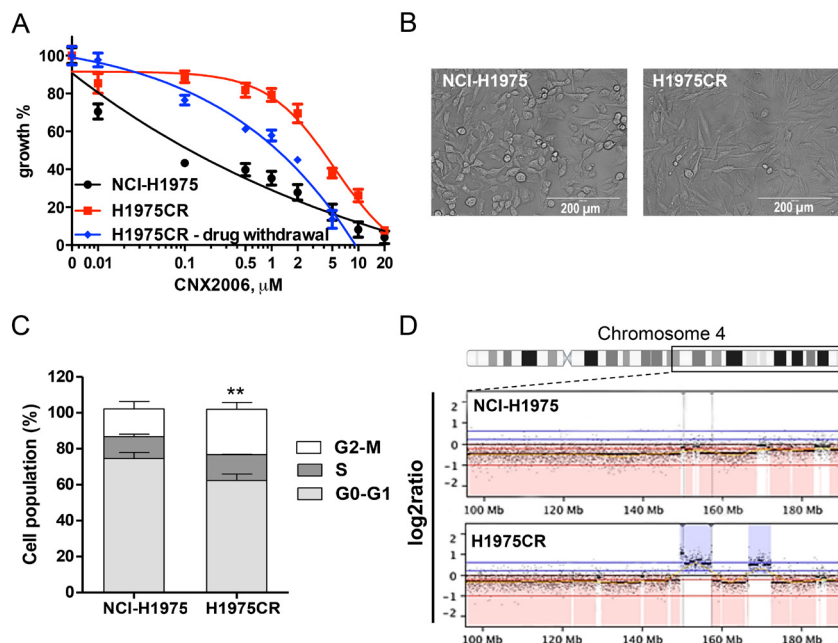 A
growth %
100
80
60
40
20
0
NCI-H1975
H1975CR
H1975CR - drug withdrawal
0 0.01 0.1 0.5 1 2 5 10 20
CNX2006, µM
B
NCI-H1975
200 µm
H1975CR
200 µm
C
Cell population (%)
120
100
80
60
40
20
0
**
NCI-H1975 H1975CR
G2-M
S
G0-G1
D
Chromosome 4
log2ratio
NCI-H1975
2
1
0
-1
-2
100 Mb 120 Mb 140 Mb 160 Mb 180 Mb
H1975CR
2
1
0
-1
-2
100 Mb 120 Mb 140 Mb 160 Mb 180 Mb